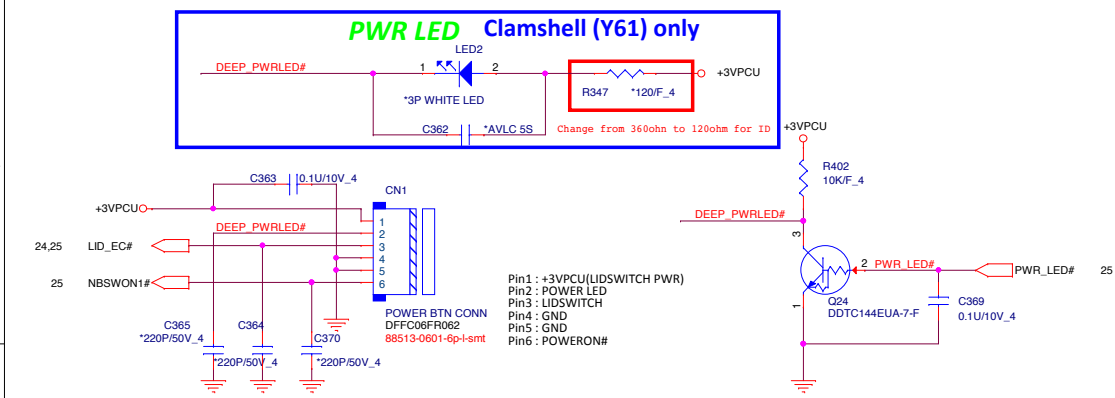 PWR LED Clamshell (Y61) only
LED2
DEEP_PWRLED#
1
2
+3VPCU
*3P WHITE LED
R347
*120/F_4
C362
*AVLC 5S
Change from 360ohn to 120ohm for ID
+3VPCU
R402
10K/F_4
C363
0.1U/10V_4
CN1
+3VPCU
DEEP_PWRLED#
DEEP_PWRLED#
24,25
LID_EC#
25
NBSWON1#
1
2
3
4
5
6
POWER BTN CONN
DFFC06FR062
88513-0601-6p-l-smt
C365
*220P/50V_4
C364
*220P/50V_4
C370
*220P/50V_4
Pin1 : +3VPCU(LIDSWITCH PWR)
Pin2 : POWER LED
Pin3 : LIDSWITCH
Pin4 : GND
Pin5 : GND
Pin6 : POWERON#
3
2
PWR_LED#
PWR_LED#
25
1
Q24
DDTC144EUA-7-F
C369
0.1U/10V_4